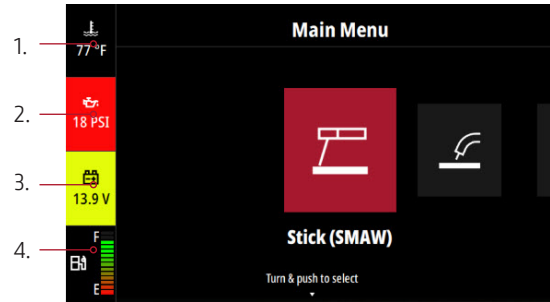 Main Menu
1.
77 °F
2.
18 PSI
3.
13.9 V
4.
F
E
Stick (SMAW)
Turn & push to select